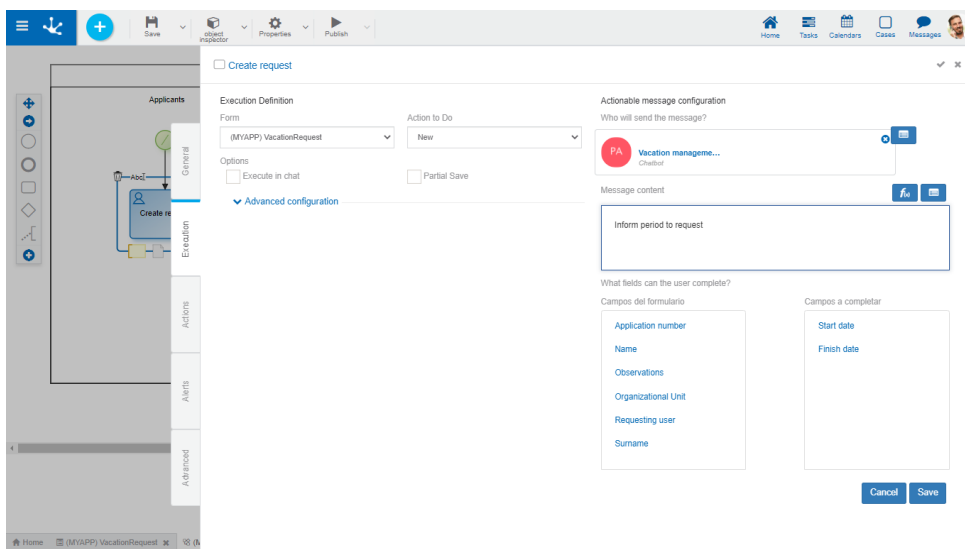 Save
object inspector
Properties
Publish
Home
Tasks
Calendars
Cases
Messages
Create request
Applicants
Abc
Create re
General
Execution
Actions
Alerts
Advanced
Execution Definition
Form
Action to Do
(MYAPP) VacationRequest
New
Options
Execute in chat
Partial Save
Advanced configuration
Actionable message configuration
Who will send the message?
PA
Vacation manageme...
Chatbot
Message content
f(x)
Inform period to request
What fields can the user complete?
Campos del formulario
Campos a completar
Application number
Name
Observations
Organizational Unit
Requesting user
Surname
Start date
Finish date
Cancel
Save
Home
(MYAPP) VacationRequest